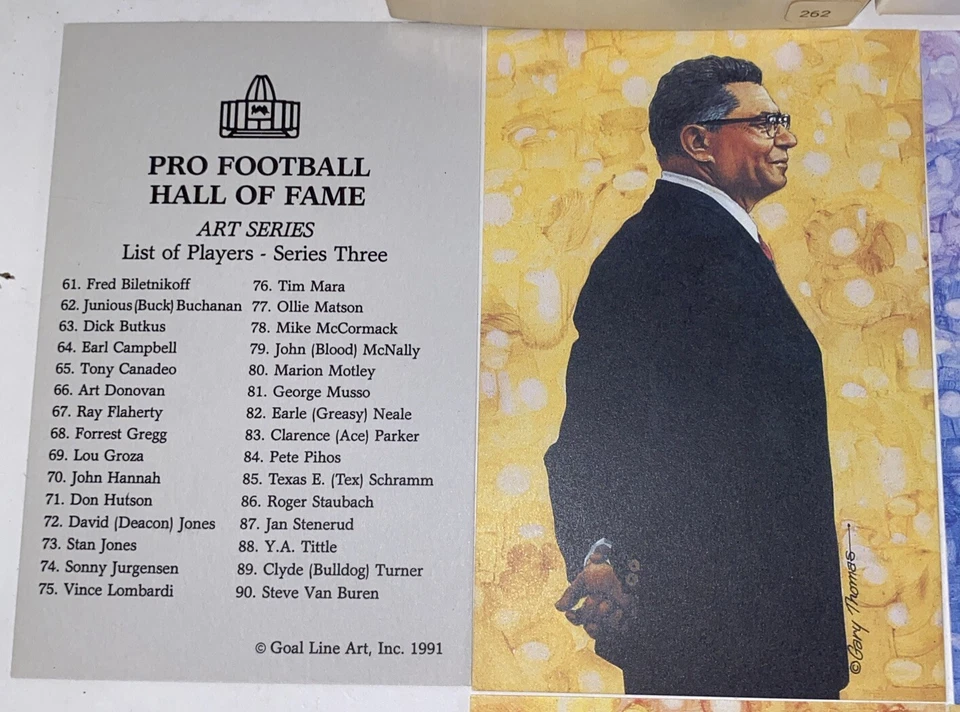 262
PRO FOOTBALL
HALL OF FAME
ART SERIES
List of Players - Series Three
61. Fred Biletnikoff
62. Junious (Buck) Buchanan
63. Dick Butkus
64. Earl Campbell
65. Tony Canadeo
66. Art Donovan
67. Ray Flaherty
68. Forrest Gregg
69. Lou Groza
70. John Hannah
71. Don Hutson
72. David (Deacon) Jones
73. Stan Jones
74. Sonny Jurgensen
75. Vince Lombardi
76. Tim Mara
77. Ollie Matson
78. Mike McCormack
79. John (Blood) McNally
80. Marion Motley
81. George Musso
82. Earle (Greasy) Neale
83. Clarence (Ace) Parker
84. Pete Pihos
85. Texas E. (Tex) Schramm
86. Roger Staubach
87. Jan Stenerud
88. Y.A. Tittle
89. Clyde (Bulldog) Turner
90. Steve Van Buren
© Goal Line Art, Inc. 1991
©Gary Thomas